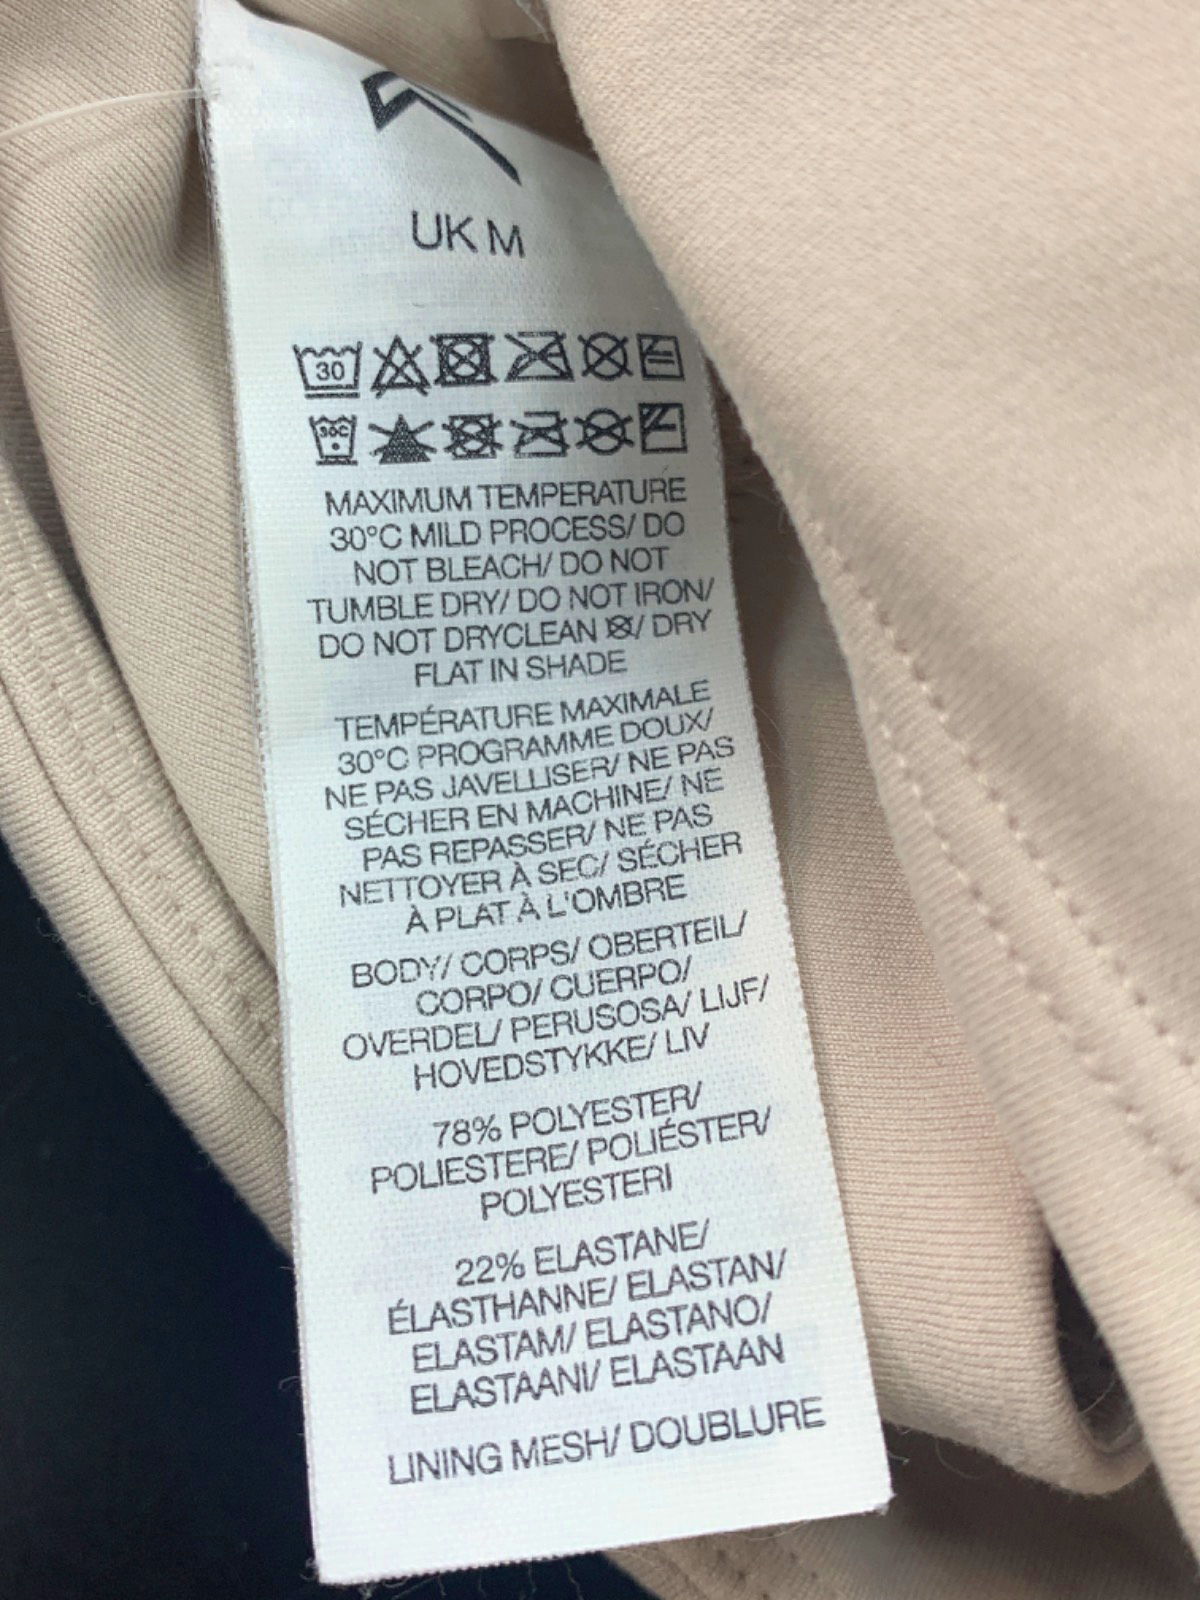 UK M
30
30C
MAXIMUM TEMPERATURE
30°C MILD PROCESS/ DO
NOT BLEACH/ DO NOT
TUMBLE DRY/ DO NOT IRON/
DO NOT DRYCLEAN / DRY
FLAT IN SHADE
TEMPÉRATURE MAXIMALE
30°C PROGRAMME DOUX/
NE PAS JAVELLISER/ NE PAS
SÉCHER EN MACHINE/ NE
PAS REPASSER/ NE PAS
NETTOYER À SEC/ SÉCHER
À PLAT À L'OMBRE
BODY/ CORPS/ OBERTEIL/
CORPO/ CUERPO/
OVERDEL/ PERUSOSA/ LIJF/
HOVEDSTYKKE/ LIV
78% POLYESTER/
POLIESTERE/ POLIÉSTER/
POLYESTERI
22% ELASTANE/
ÉLASTHANNE/ ELASTAN/
ELASTAM/ ELASTANO/
ELASTAANI/ ELASTAAN
LINING MESH/ DOUBLURE